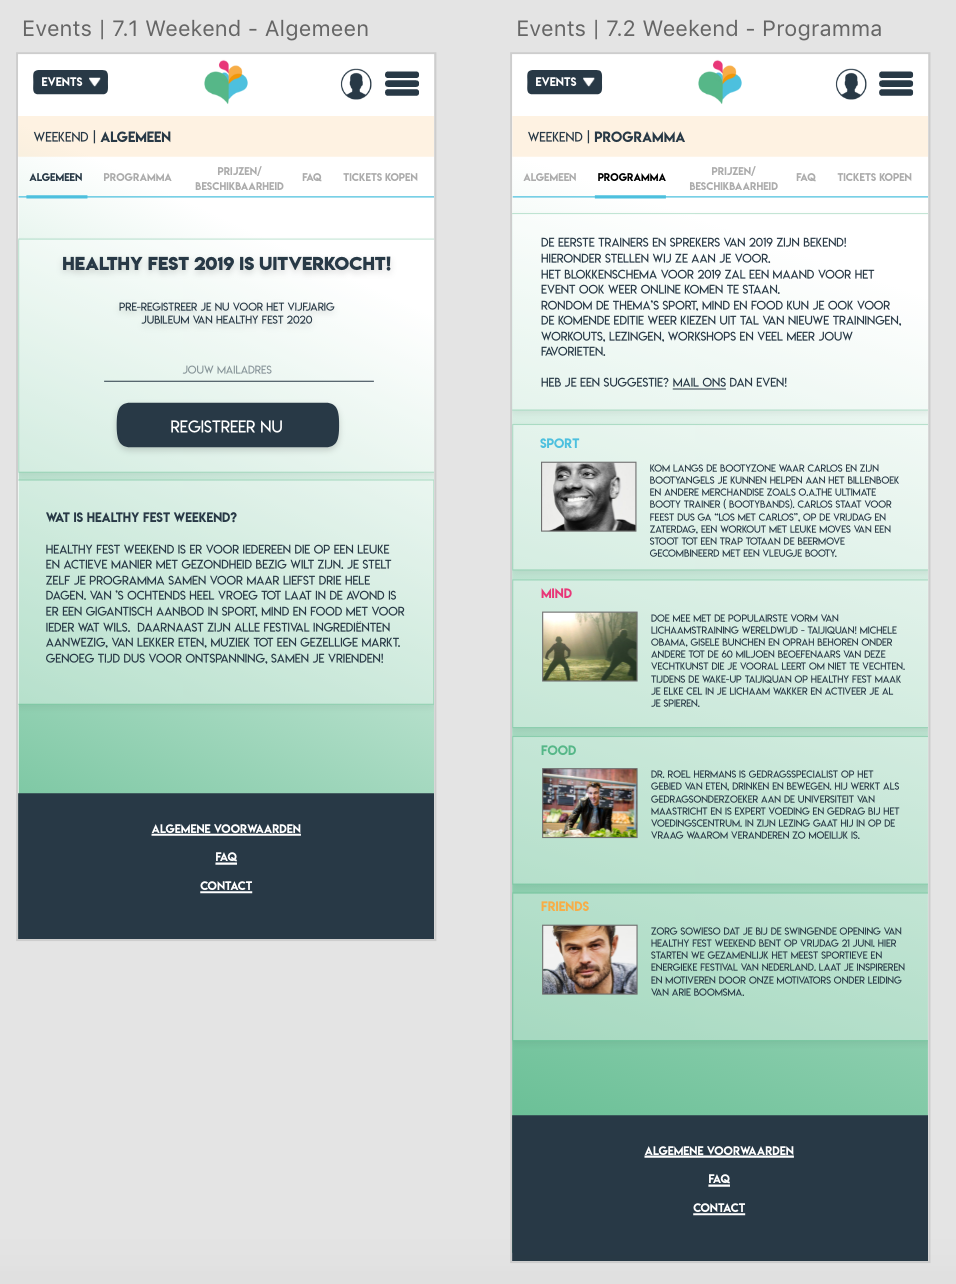 Events | 7.1 Weekend - Algemeen
EVENTS
WEEKEND | ALGEMEEN
ALGEMEEN
PROGRAMMA
PRIJZEN/
BESCHIKBAARHEID
FAQ
TICKETS KOPEN
HEALTHY FEST 2019 IS UITVERKOCHT!
PRE-REGISTREER JE NU VOOR HET VIJFJARIG
JUBILEUM VAN HEALTHY FEST 2020
JOUW MAILADRES
REGISTREER NU
WAT IS HEALTHY FEST WEEKEND?
HEALTHY FEST WEEKEND IS ER VOOR IEDEREEN DIE OP EEN LEUKE
EN ACTIEVE MANIER MET GEZONDHEID BEZIG WILT ZIJN. JE STELT
ZELF JE PROGRAMMA SAMEN VOOR MAAR LIEFST DRIE HELE
DAGEN. VAN 'S OCHTENDS HEEL VROEG TOT LAAT IN DE AVOND IS
ER EEN GIGANTISCH AANBOD IN SPORT, MIND EN FOOD MET VOOR
IEDER WAT WILS. DAARNAAST ZIJN ALLE FESTIVAL INGREDIËNTEN
AANWEZIG, VAN LEKKER ETEN, MUZIEK TOT EEN GEZELLIGE MARKT.
GENOEG TIJD DUS VOOR ONTSPANNING, SAMEN JE VRIENDEN!
ALGEMENE VOORWAARDEN
FAQ
CONTACT
Events | 7.2 Weekend - Programma
EVENTS
WEEKEND | PROGRAMMA
ALGEMEEN
PROGRAMMA
PRIJZEN/
BESCHIKBAARHEID
FAQ
TICKETS KOPEN
DE EERSTE TRAINERS EN SPREKERS VAN 2019 ZIJN BEKEND!
HIERONDER STELLEN WIJ ZE AAN JE VOOR.
HET BLOKKENSCHEMA VOOR 2019 ZAL EEN MAAND VOOR HET
EVENT OOK WEER ONLINE KOMEN TE STAAN.
RONDOM DE THEMA'S SPORT, MIND EN FOOD KUN JE OOK VOOR
DE KOMENDE EDITIE WEER KIEZEN UIT TAL VAN NIEUWE TRAININGEN,
WORKOUTS, LEZINGEN, WORKSHOPS EN VEEL MEER JOUW
FAVORIETEN.
HEB JE EEN SUGGESTIE? MAIL ONS DAN EVEN!
SPORT
KOM LANGS DE BOOTYZONE WAAR CARLOS EN ZIJN
BOOTYANGELS JE KUNNEN HELPEN AAN HET BILLENBOEK
EN ANDERE MERCHANDISE ZOALS O.A.THE ULTIMATE
BOOTY TRAINER ( BOOTYBANDS). CARLOS STAAT VOOR
FEEST DUS GA "LOS MET CARLOS", OP DE VRIJDAG EN
ZATERDAG, EEN WORKOUT MET LEUKE MOVES VAN EEN
STOOT TOT EEN TRAP TOTAAN DE BEERMOVE
GECOMBINEERD MET EEN VLEUGJE BOOTY.
MIND
DOE MEE MET DE POPULAIRSTE VORM VAN
LICHAAMSTRAINING WERELDWIJD - TAIJIQUAN! MICHELE
OBAMA, GISELE BUNCHEN EN OPRAH BEHOREN ONDER
ANDERE TOT DE 60 MILJOEN BEOEFENAARS VAN DEZE
VECHTKUNST DIE JE VOORAL LEERT OM NIET TE VECHTEN.
TIJDENS DE WAKE-UP TAIJIQUAN OP HEALTHY FEST MAAK
JE ELKE CEL IN JE LICHAAM WAKKER EN ACTIVEER JE AL
JE SPIEREN.
FOOD
DR. ROEL HERMANS IS GEDRAGSSPECIALIST OP HET
GEBIED VAN ETEN, DRINKEN EN BEWEGEN. HIJ WERKT ALS
GEDRAGSONDERZOEKER AAN DE UNIVERSITEIT VAN
MAASTRICHT EN IS EXPERT VOEDING EN GEDRAG BIJ HET
VOEDINGSCENTRUM. IN ZIJN LEZING GAAT HIJ IN OP DE
VRAAG WAAROM VERANDEREN ZO MOEILIJK IS.
FRIENDS
ZORG SOWIESO DAT JE BIJ DE SWINGENDE OPENING VAN
HEALTHY FEST WEEKEND BENT OP VRIJDAG 21 JUNI. HIER
STARTEN WE GEZAMENLIJK HET MEEST SPORTIEVE EN
ENERGIEKE FESTIVAL VAN NEDERLAND. LAAT JE INSPIREREN
EN MOTIVEREN DOOR ONZE MOTIVATORS ONDER LEIDING
VAN ARIE BOOMSMA.
ALGEMENE VOORWAARDEN
FAQ
CONTACT